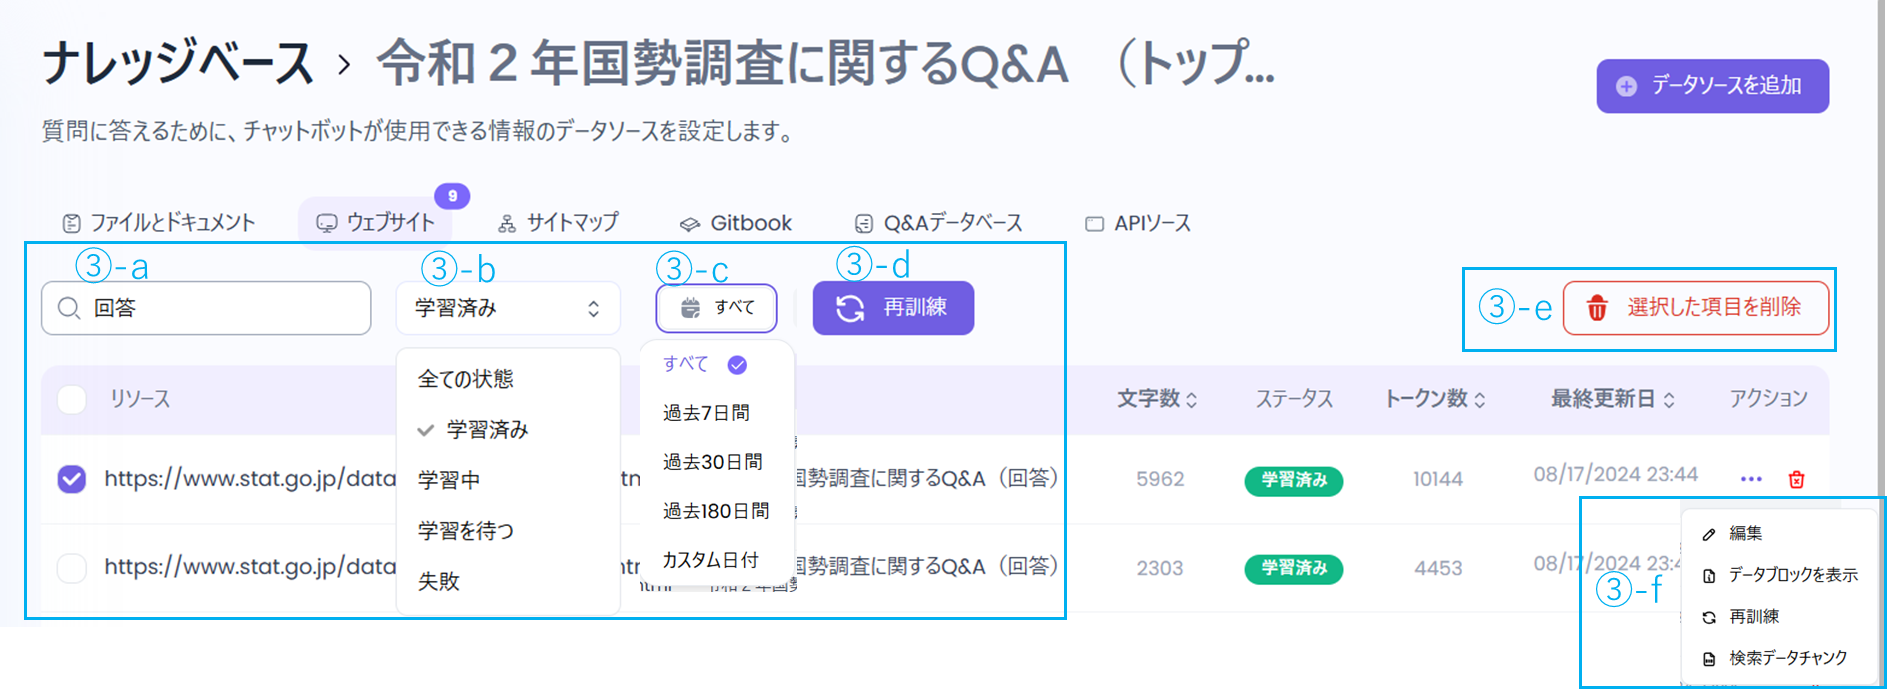 ナレッジベース › 令和２年国勢調査に関するQ&A （トップ...
データソースを追加
質問に答えるために、チャットボットが使用できる情報のデータソースを設定します。
9
ファイルとドキュメント ウェブサイト サイトマップ Gitbook Q&Aデータベース APIソース
③-a ③-b ③-c ③-d
回答 学習済み すべて 再訓練
③-e 選択した項目を削除
全ての状態
学習済み
学習中
学習を待つ
失敗
すべて
過去7日間
過去30日間
過去180日間
カスタム日付
リソース 文字数 ステータス トークン数 最終更新日 アクション
https://www.stat.go.jp/data 国勢調査に関するQ&A（回答） 5962 学習済み 10144 08/17/2024 23:44
https://www.stat.go.jp/data 国勢調査に関するQ&A（回答） 2303 学習済み 4453 08/17/2024 23:4
html 令和２年国勢
③-f
編集
データブロックを表示
再訓練
検索データチャンク